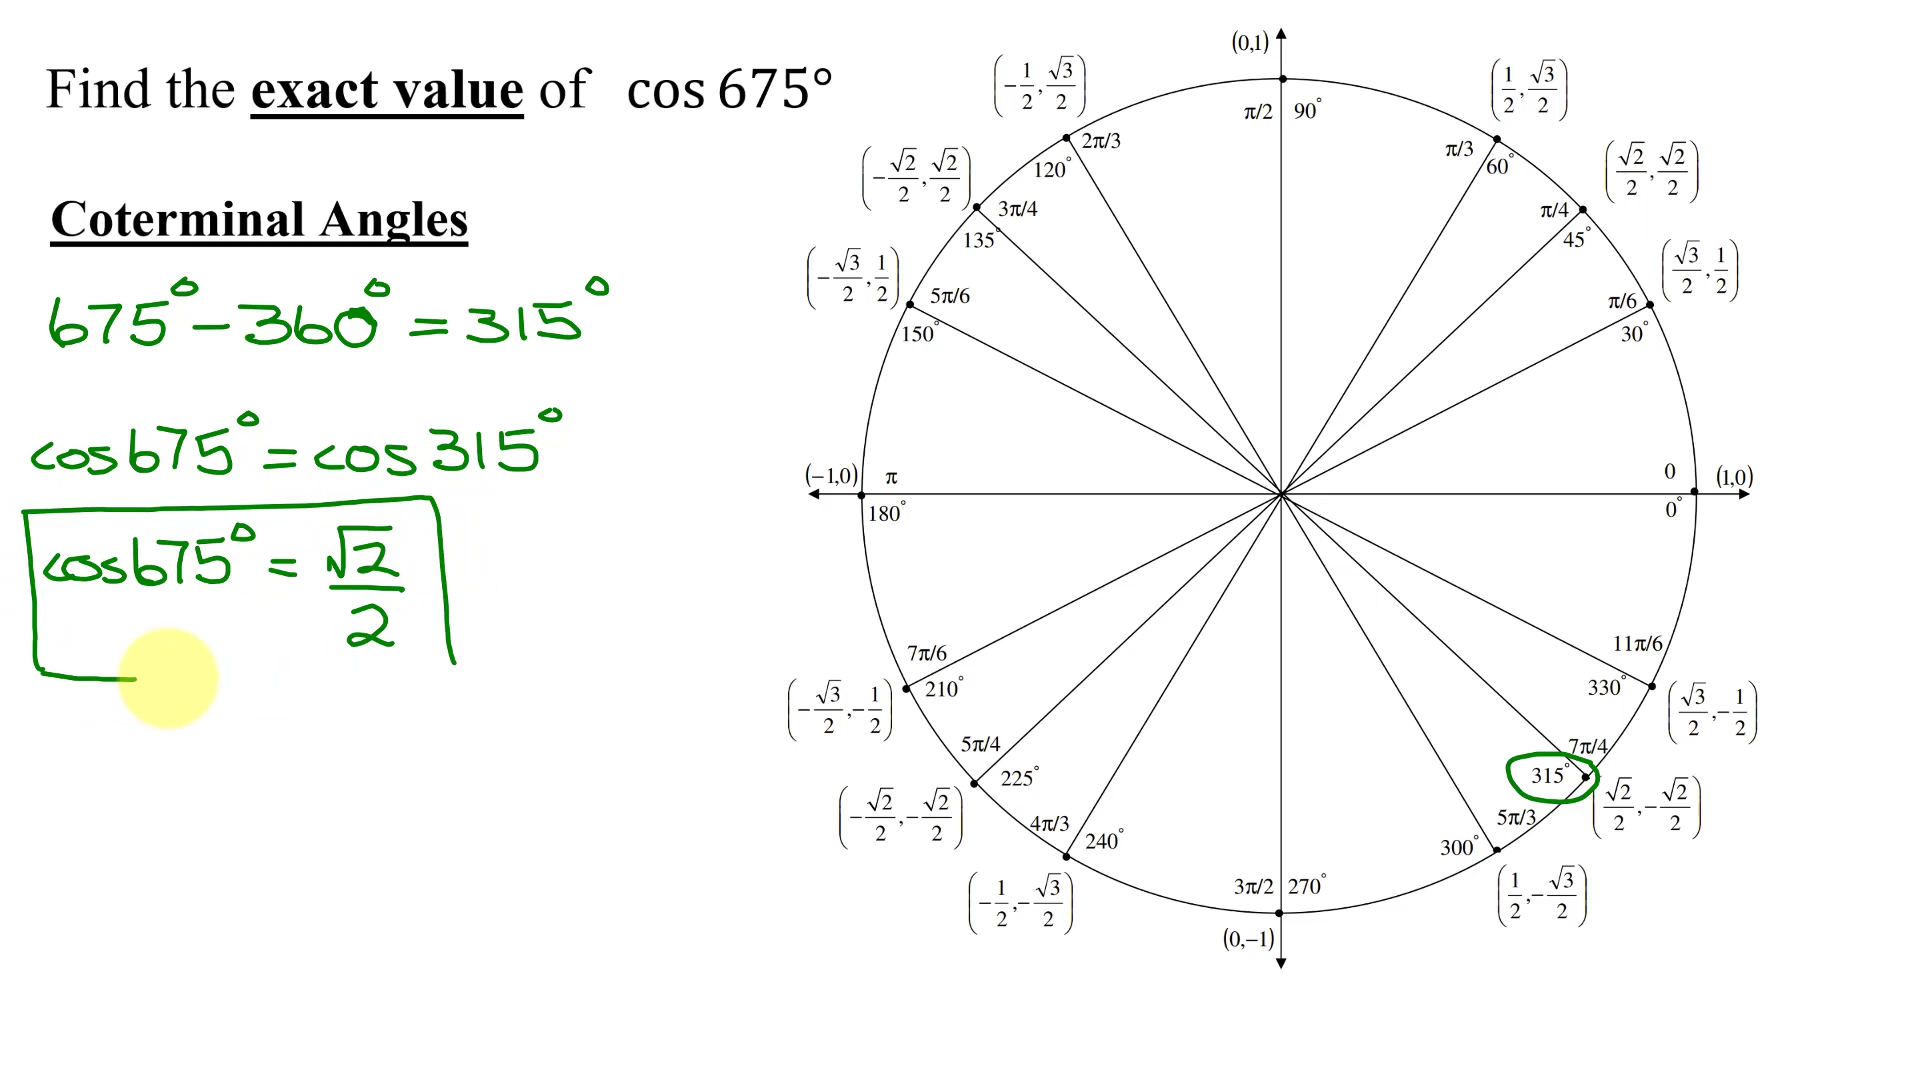 Find the exact value of cos 675°
Coterminal Angles
675° − 360° = 315°
cos 675° = cos 315°
cos 675° = √2/2
(0,1)
π/2 90°
(1/2, √3/2)
π/3
60°
(√2/2, √2/2)
π/4
45°
(√3/2, 1/2)
π/6
30°
0 (1,0)
0°
(−1/2, √3/2)
2π/3
120°
(−√2/2, √2/2)
3π/4
135°
(−√3/2, 1/2)
5π/6
150°
(−1,0) π
180°
7π/6
210°
(−√3/2, −1/2)
5π/4
225°
(−√2/2, −√2/2)
4π/3
240°
(−1/2, −√3/2)
3π/2 270°
(0,−1)
300°
5π/3
(1/2, −√3/2)
7π/4
315°
(√2/2, −√2/2)
11π/6
330°
(√3/2, −1/2)